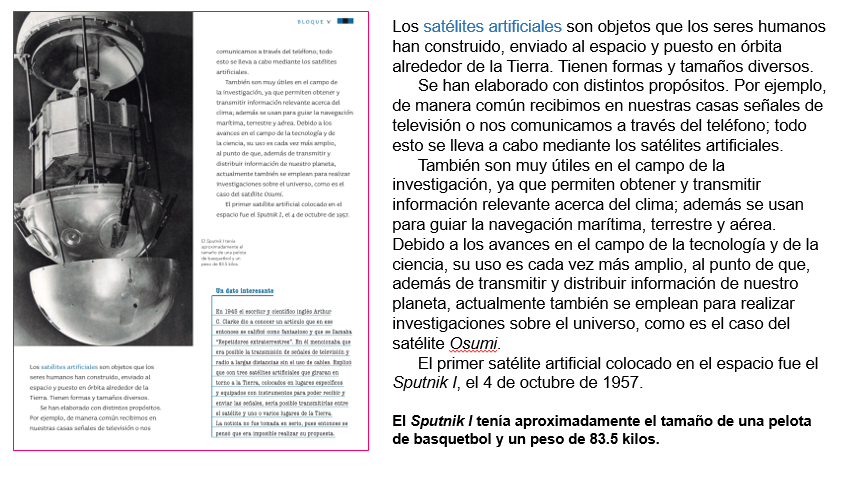 BLOQUE V
comunicamos a través del teléfono, todo
esto se lleva a cabo mediante los satélites
artificiales.
También son muy útiles en el campo de
la investigación, ya que permiten obtener y
transmitir información relevante acerca del
clima; además se usan para guiar la navegación
marítima, terrestre y aérea. Debido a los
avances en el campo de la tecnología y de
la ciencia, su uso es cada vez más amplio,
al punto de que, además de transmitir y
distribuir información de nuestro planeta,
actualmente también se emplean para realizar
investigaciones sobre el universo, como es el
caso del satélite Osumi.
El primer satélite artificial colocado en el
espacio fue el Sputnik I, el 4 de octubre de 1957.
El Sputnik I tenía
aproximadamente el
tamaño de una pelota
de basquetbol y un
peso de 83.5 kilos
Un dato interesante
En 1945 el escritor y científico inglés Arthur
C. Clarke dio a conocer un artículo que en ese
entonces se calificó como fantasioso y que se llamaba
"Repetidores extraterrestres". En él mencionaba que
era posible la transmisión de señales de televisión y
radio a largas distancias sin el uso de cables. Explicó
que con tres satélites artificiales que giraran en
torno a la Tierra, colocados en lugares específicos
y equipados con instrumentos para poder recibir y
enviar las señales, sería posible transmitirlas entre
el satélite y uno o varios lugares de la Tierra.
La noticia no fue tomada en serio, pues entonces se
pensó que era imposible realizar su propuesta.
Los satélites artificiales son objetos que los
seres humanos han construido, enviado al
espacio y puesto en órbita alrededor de la
Tierra. Tienen formas y tamaños diversos.
Se han elaborado con distintos propósitos.
Por ejemplo, de manera común recibimos en
nuestras casas señales de televisión o nos
Los satélites artificiales son objetos que los seres humanos
han construido, enviado al espacio y puesto en órbita
alrededor de la Tierra. Tienen formas y tamaños diversos.
Se han elaborado con distintos propósitos. Por ejemplo,
de manera común recibimos en nuestras casas señales de
televisión o nos comunicamos a través del teléfono; todo
esto se lleva a cabo mediante los satélites artificiales.
También son muy útiles en el campo de la
investigación, ya que permiten obtener y transmitir
información relevante acerca del clima; además se usan
para guiar la navegación marítima, terrestre y aérea.
Debido a los avances en el campo de la tecnología y de la
ciencia, su uso es cada vez más amplio, al punto de que,
además de transmitir y distribuir información de nuestro
planeta, actualmente también se emplean para realizar
investigaciones sobre el universo, como es el caso del
satélite Osumi.
El primer satélite artificial colocado en el espacio fue el
Sputnik I, el 4 de octubre de 1957.
El Sputnik I tenía aproximadamente el tamaño de una pelota
de basquetbol y un peso de 83.5 kilos.